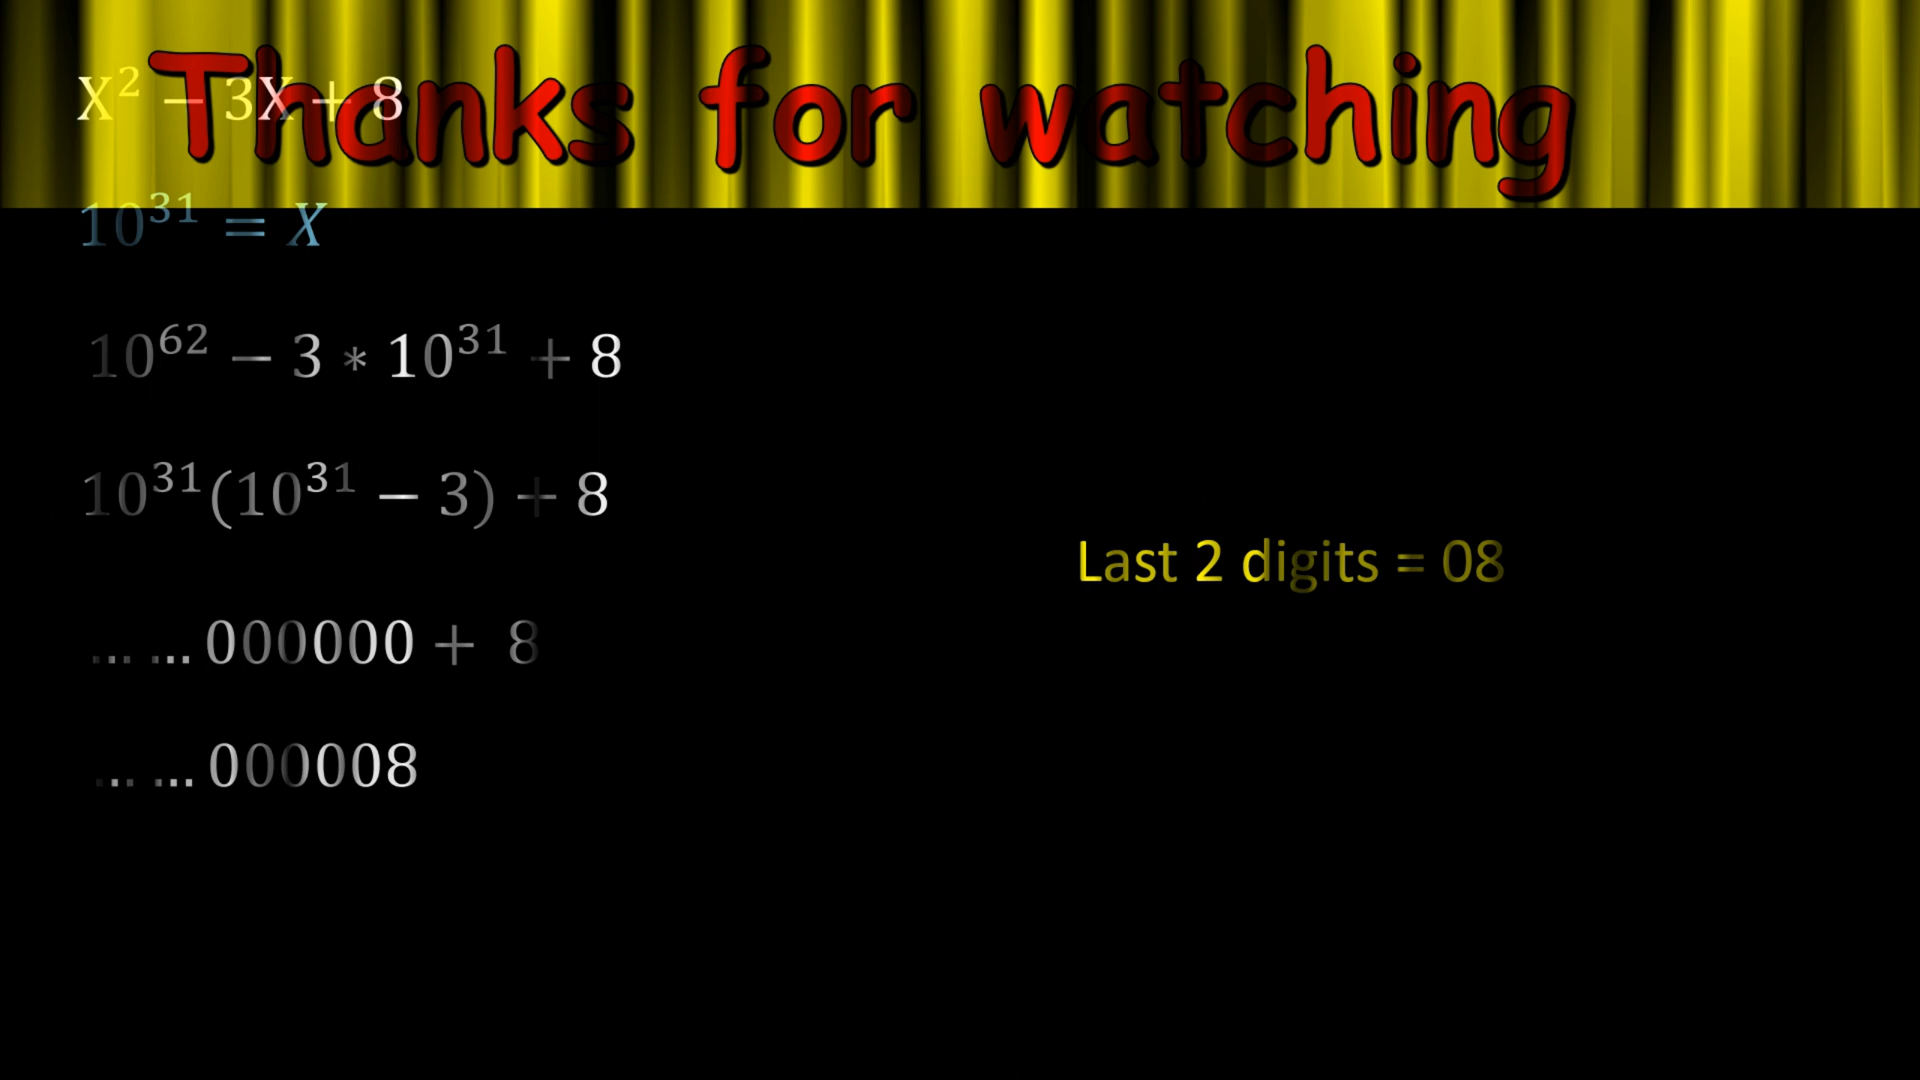 Thanks for watching
X² − 3X + 8
10³¹ = X
10⁶² − 3 * 10³¹ + 8
10³¹(10³¹ − 3) + 8
Last 2 digits = 08
... ... 000000 + 8
... ... 000008